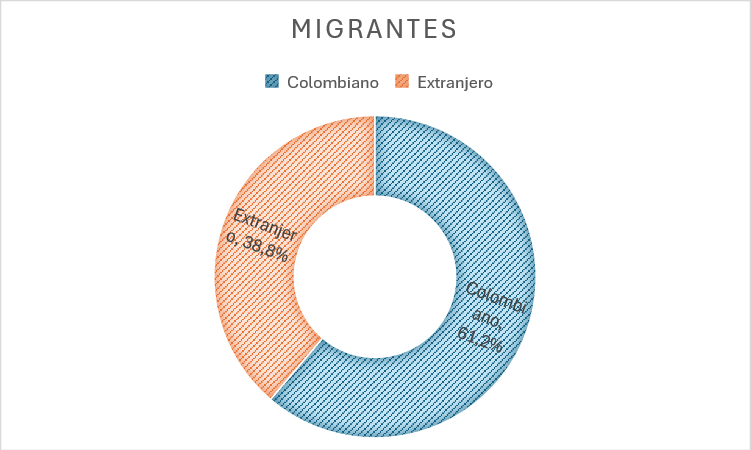 MIGRANTES
Colombiano
Extranjero
Extranjer
o, 38,8%
Colombi
ano,
61,2%